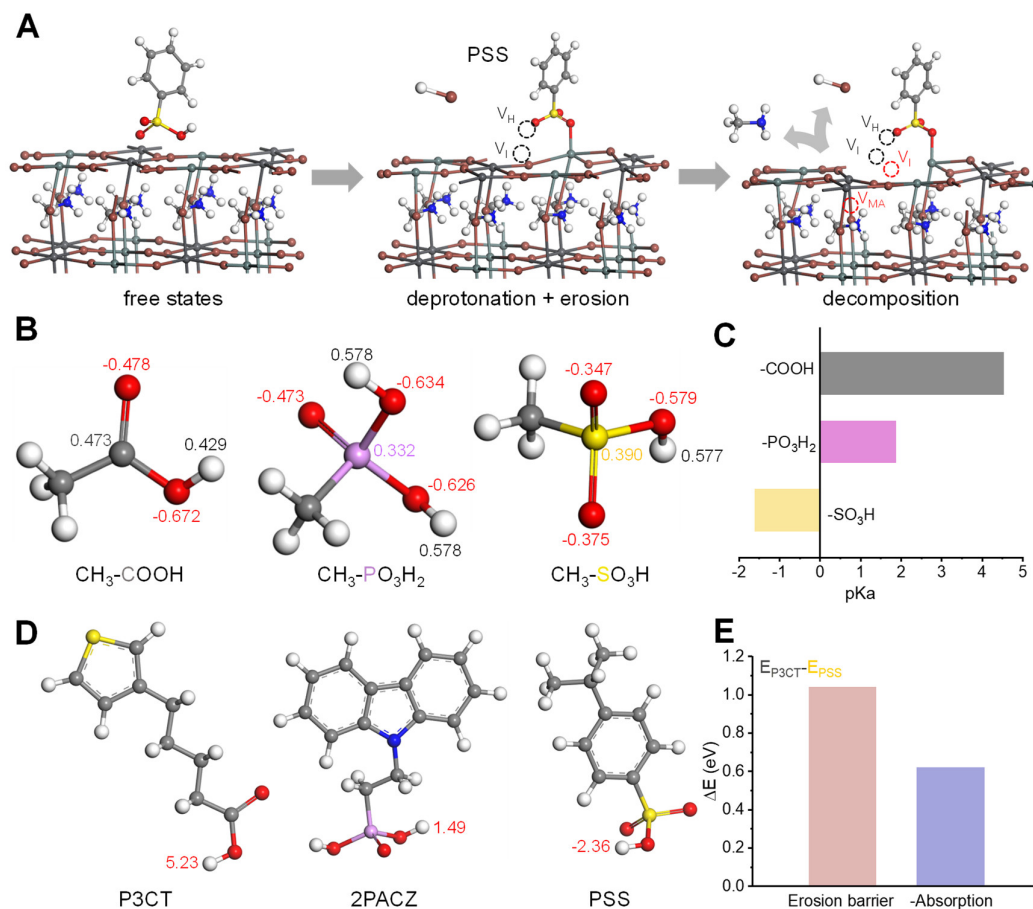 A
PSS
V_H
V_I
V_H
V_I
V_I
V_MA
free states
deprotonation + erosion
decomposition
B
-0.478
0.473
0.429
-0.672
CH₃-COOH
0.578
-0.634
-0.473
0.332
-0.626
0.578
CH₃-PO₃H₂
-0.347
-0.579
0.390
0.577
-0.375
CH₃-SO₃H
C
-COOH
-PO₃H₂
-SO₃H
-2 -1 0 1 2 3 4 5
pKa
D
5.23
P3CT
1.49
2PACZ
-2.36
PSS
E
1.2
1.0
0.8
0.6
0.4
0.2
0.0
ΔE (eV)
E_P3CT-E_PSS
Erosion barrier
-Absorption